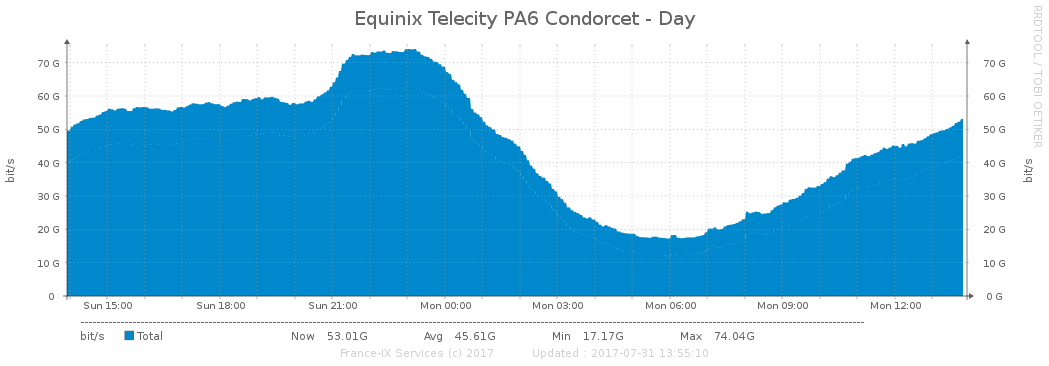 Equinix Telecity PA6 Condorcet - Day
RRDTOOL / TOBI OETIKER
bit/s
70 G 70 G
60 G 60 G
50 G 50 G
40 G 40 G
30 G 30 G
20 G 20 G
10 G 10 G
0 0 G
bit/s
Sun 15:00 Sun 18:00 Sun 21:00 Mon 00:00 Mon 03:00 Mon 06:00 Mon 09:00 Mon 12:00
bit/s Total Now 53.01G Avg 45.61G Min 17.17G Max 74.04G
France-IX Services (c) 2017 Updated : 2017-07-31 13:55:10